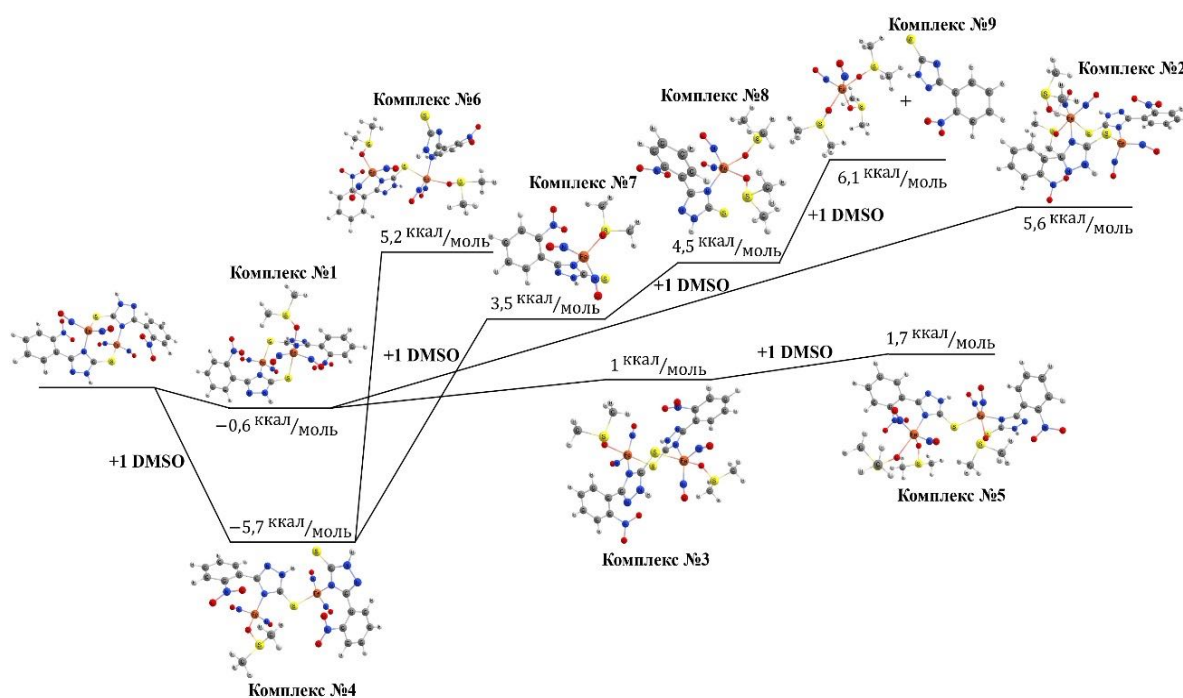 Комплекс №9
Комплекс №2
Комплекс №6
Комплекс №8
+
6,1 ккал/моль
Комплекс №7
+1 DMSO
5,6 ккал/моль
5,2 ккал/моль
4,5 ккал/моль
Комплекс №1
+1 DMSO
3,5 ккал/моль
1,7 ккал/моль
+1 DMSO
+1 DMSO
1 ккал/моль
−0,6 ккал/моль
+1 DMSO
Комплекс №5
−5,7 ккал/моль
Комплекс №3
Комплекс №4